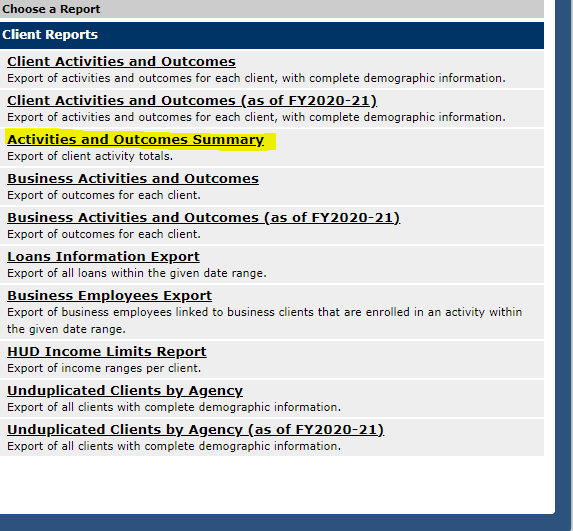 Choose a Report
Client Reports
Client Activities and Outcomes
Export of activities and outcomes for each client, with complete demographic information.
Client Activities and Outcomes (as of FY2020-21)
Export of activities and outcomes for each client, with complete demographic information.
Activities and Outcomes Summary
Export of client activity totals.
Business Activities and Outcomes
Export of outcomes for each client.
Business Activities and Outcomes (as of FY2020-21)
Export of outcomes for each client.
Loans Information Export
Export of all loans within the given date range.
Business Employees Export
Export of business employees linked to business clients that are enrolled in an activity within
the given date range.
HUD Income Limits Report
Export of income ranges per client.
Unduplicated Clients by Agency
Export of all clients with complete demographic information.
Unduplicated Clients by Agency (as of FY2020-21)
Export of all clients with complete demographic information.